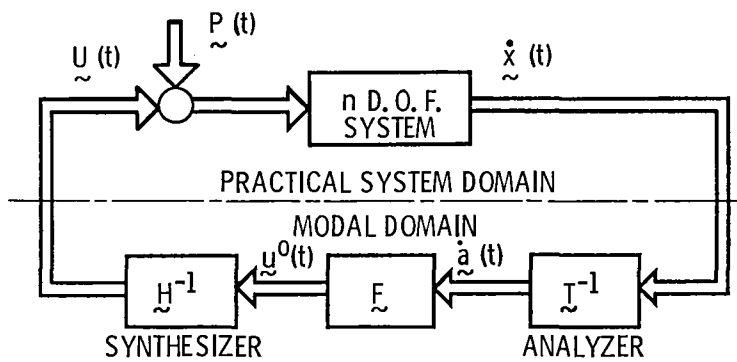 P (t)
U (t)
ẋ (t)
n D. O. F.
SYSTEM
PRACTICAL SYSTEM DOMAIN
MODAL DOMAIN
u⁰(t)
ȧ (t)
H⁻¹
F
T⁻¹
SYNTHESIZER
ANALYZER